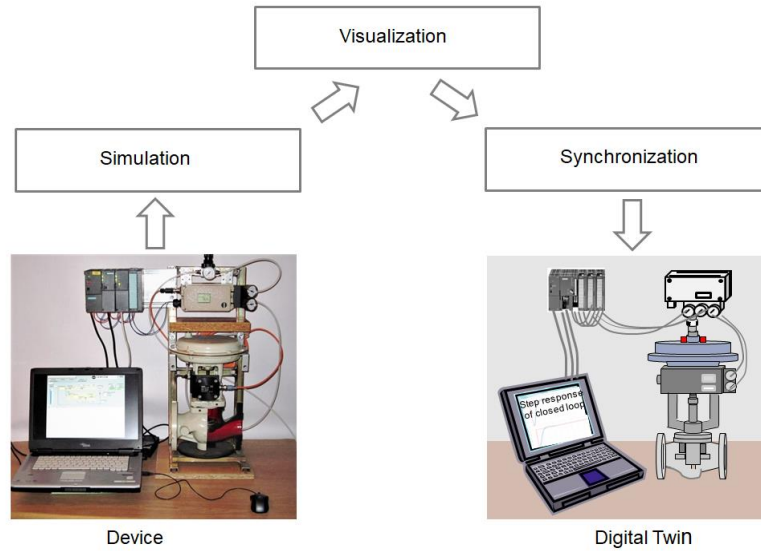 Visualization
Simulation
Synchronization
Step response
of closed loop
Device
Digital Twin